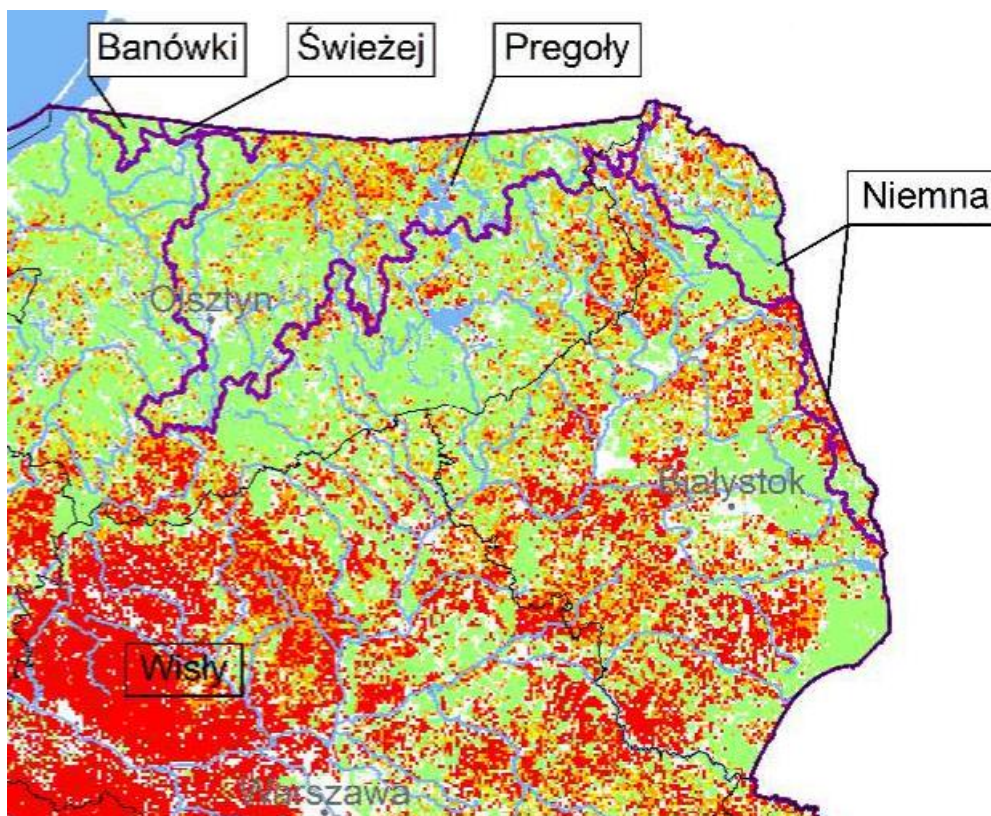 Banówki
Świeżej
Pregoły
Niemna
Olsztyn
Białystok
Wisły
Warszawa